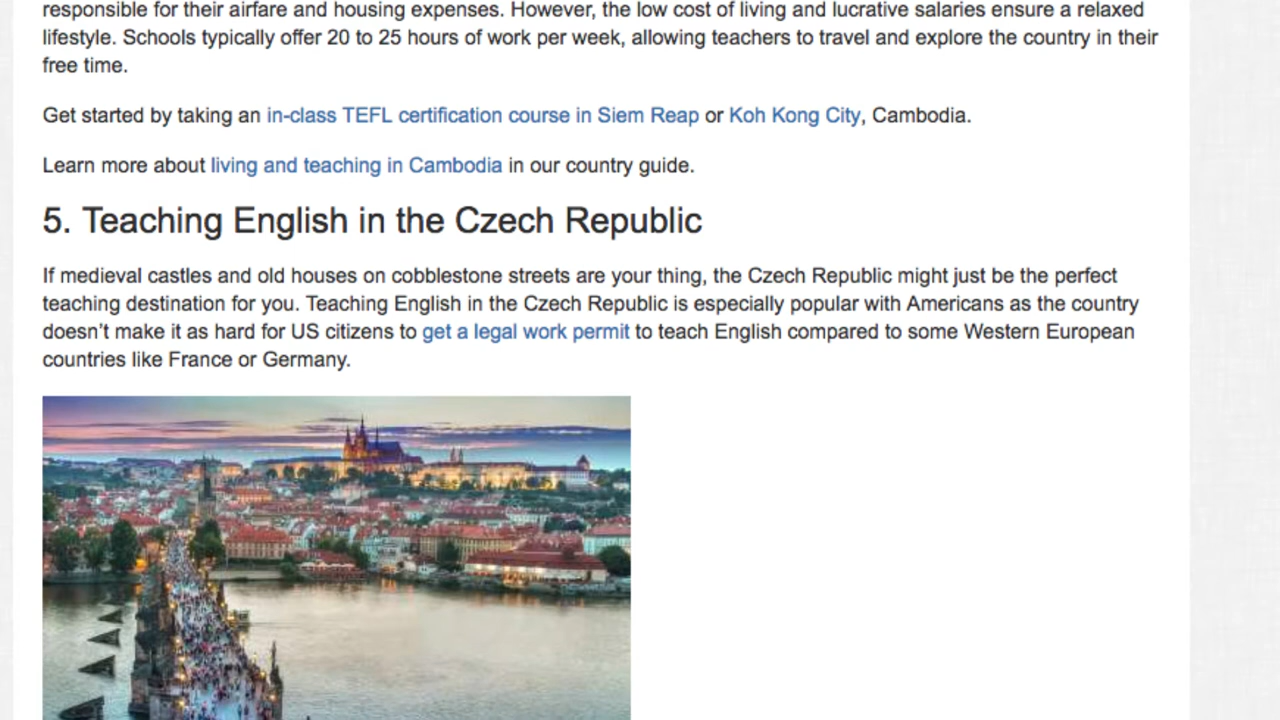 responsible for their airfare and housing expenses. However, the low cost of living and lucrative salaries ensure a relaxed
lifestyle. Schools typically offer 20 to 25 hours of work per week, allowing teachers to travel and explore the country in their
free time.
Get started by taking an in-class TEFL certification course in Siem Reap or Koh Kong City, Cambodia.
Learn more about living and teaching in Cambodia in our country guide.
5. Teaching English in the Czech Republic
If medieval castles and old houses on cobblestone streets are your thing, the Czech Republic might just be the perfect
teaching destination for you. Teaching English in the Czech Republic is especially popular with Americans as the country
doesn’t make it as hard for US citizens to get a legal work permit to teach English compared to some Western European
countries like France or Germany.